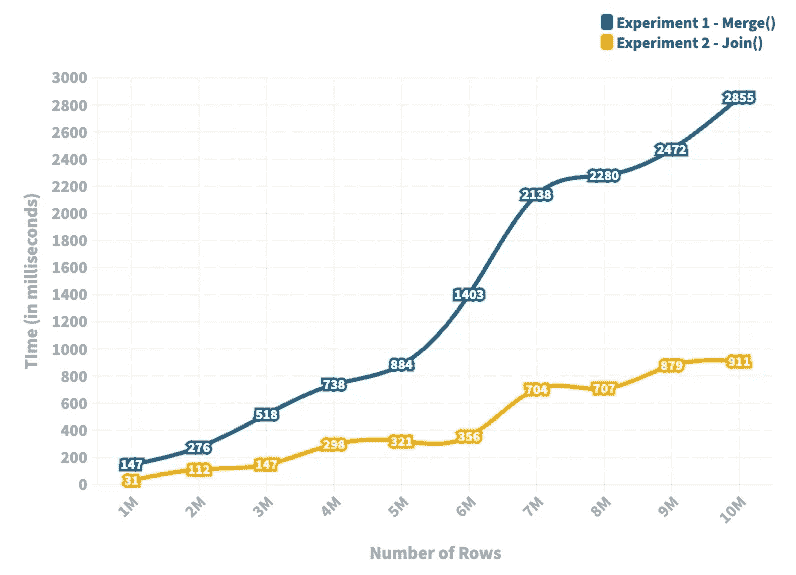 Experiment 1 - Merge()
Experiment 2 - Join()
3000
2800
2600
2400
2200
2000
1800
1600
1400
1200
1000
800
600
400
200
0
Time (in milliseconds)
147
276
518
738
884
1403
2138
2280
2472
2855
31
112
147
298
321
356
704
707
879
911
1M
2M
3M
4M
5M
6M
7M
8M
9M
10M
Number of Rows